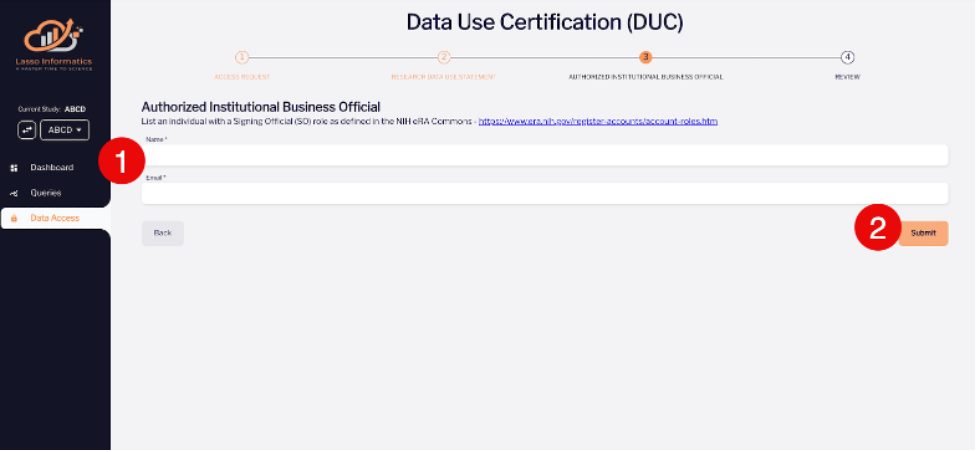 Data Use Certification (DUC)
Lasso Informatics
A FASTER TIME TO SCIENCE
1
2
3
4
ACCESS REQUEST
RESEARCH DATA USE STATEMENT
AUTHORIZED INSTITUTIONAL BUSINESS OFFICIAL
REVIEW
Current Study: ABCD
ABCD
Dashboard
Queries
Data Access
Authorized Institutional Business Official
List an individual with a Signing Official (SO) role as defined in the NIH eRA Commons - https://www.era.nih.gov/register-accounts/account-roles.htm
Name *
1
Email *
Back
2
Submit